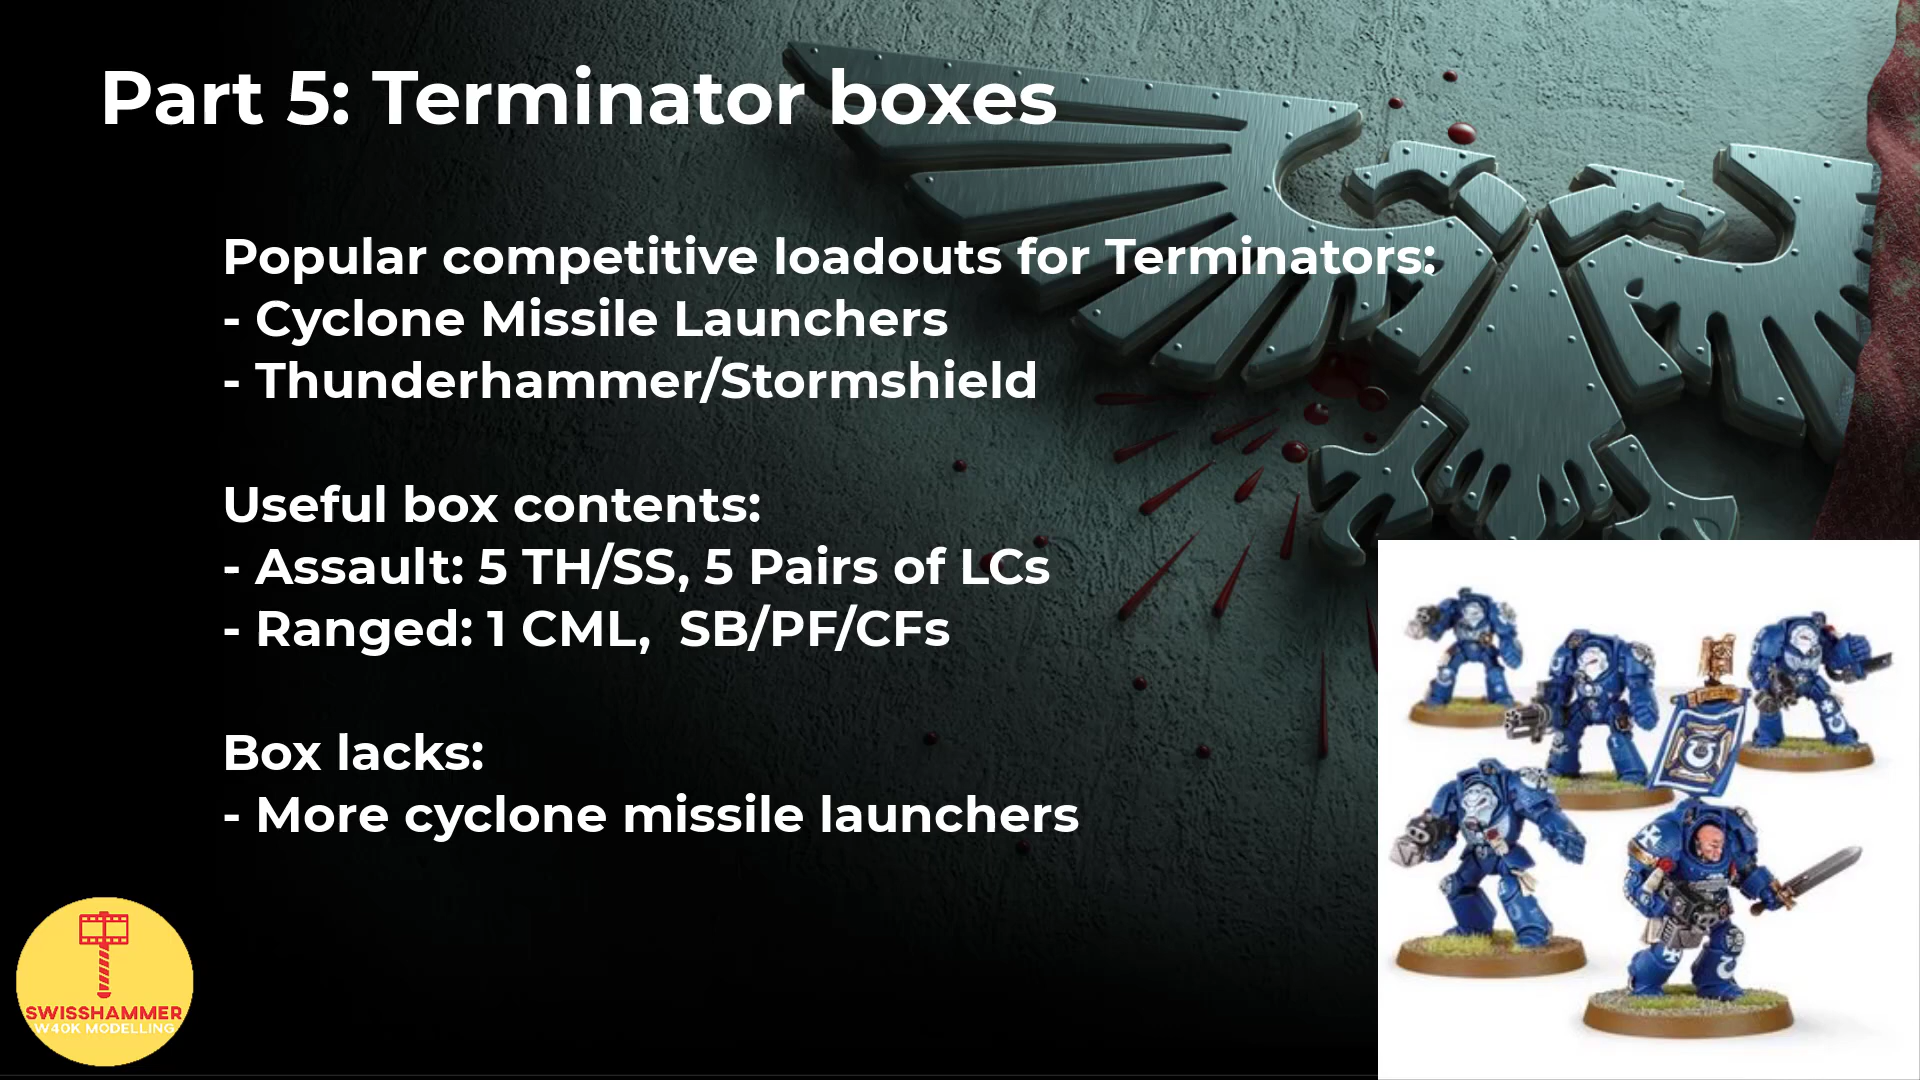 Part 5: Terminator boxes
Popular competitive loadouts for Terminators:
- Cyclone Missile Launchers
- Thunderhammer/Stormshield
Useful box contents:
- Assault: 5 TH/SS, 5 Pairs of LCs
- Ranged: 1 CML,  SB/PF/CFs
Box lacks:
- More cyclone missile launchers
SWISSHAMMER
W40K MODELLING